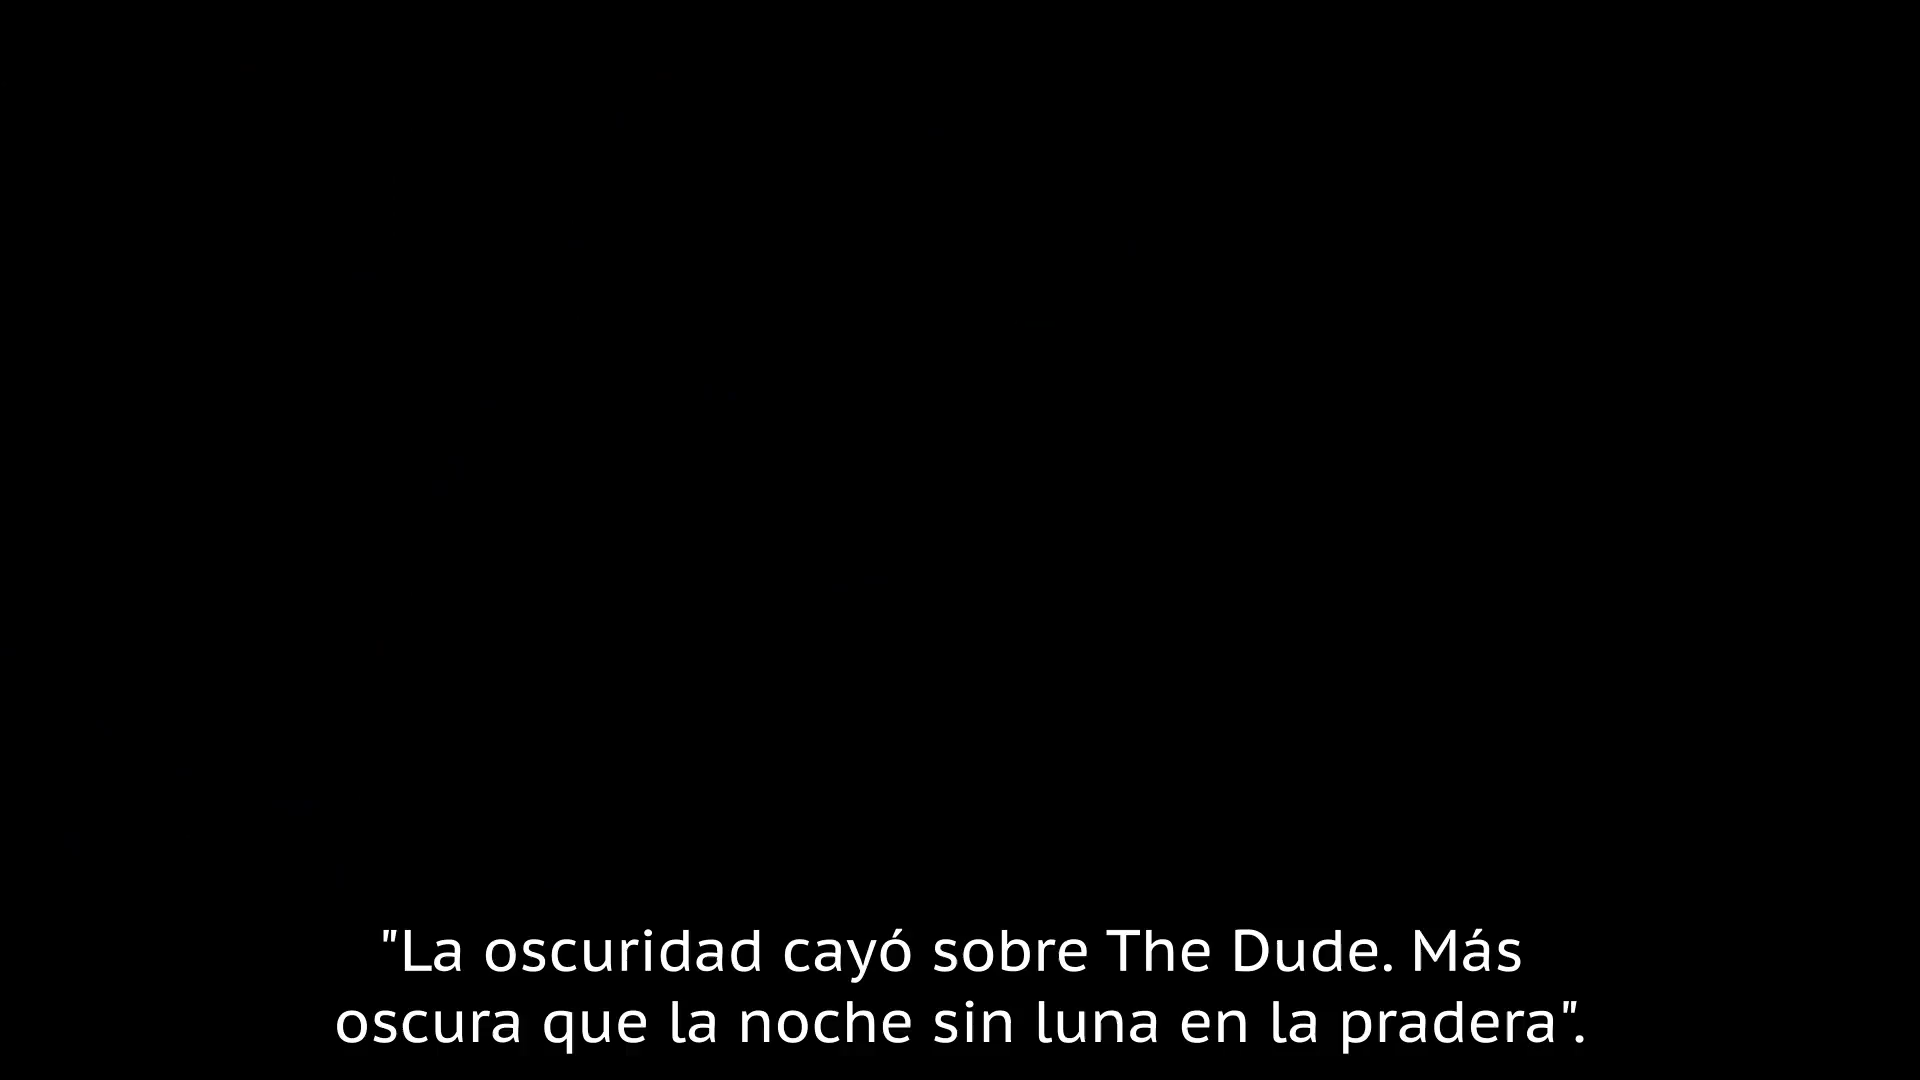 "La oscuridad cayó sobre The Dude. Más
oscura que la noche sin luna en la pradera".